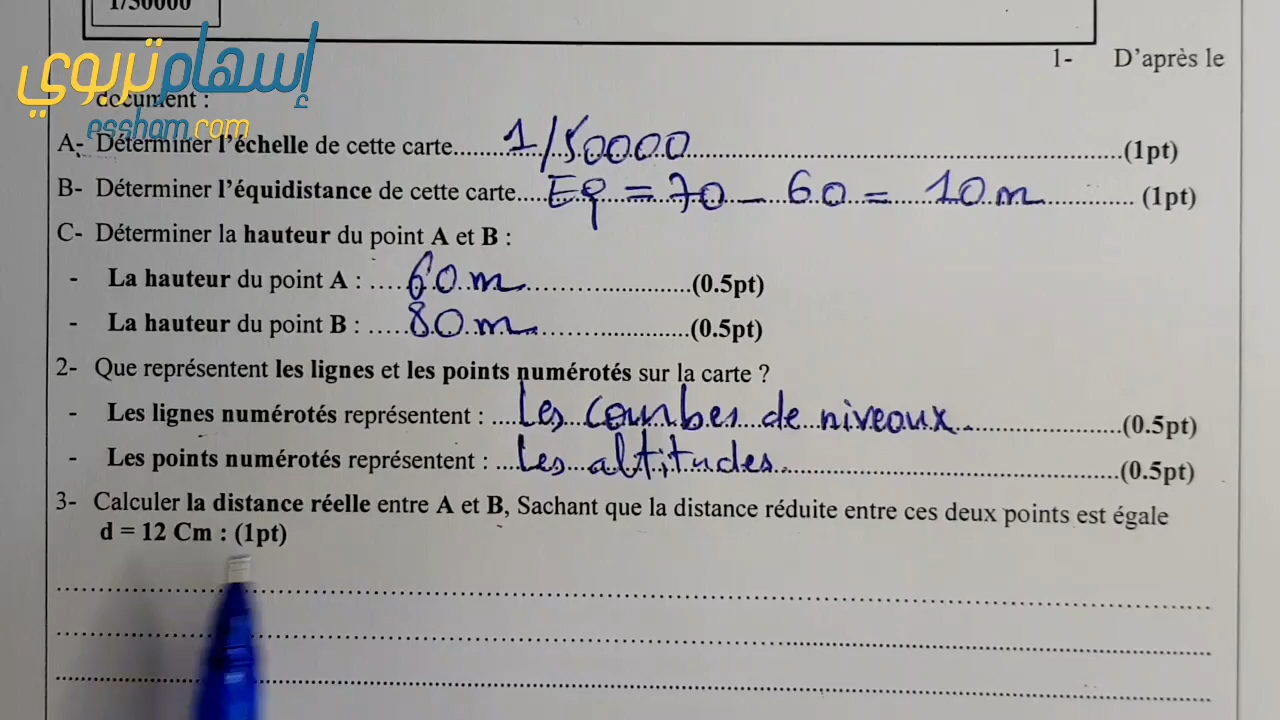 1/50000
إسهام تربوي
essham.com
1- D'après le
document :
A- Déterminer l'échelle de cette carte.....1/50000.....(1pt)
B- Déterminer l'équidistance de cette carte....Eq = 70 - 60 = 10 m..... (1pt)
C- Déterminer la hauteur du point A et B :
- La hauteur du point A : ....60 m.....(0.5pt)
- La hauteur du point B : .....80 m.....(0.5pt)
2- Que représentent les lignes et les points numérotés sur la carte ?
- Les lignes numérotés représentent : ....Les counbes de niveaux.....(0.5pt)
- Les points numérotés représentent : ....Les altitudes.....(0.5pt)
3- Calculer la distance réelle entre A et B, Sachant que la distance réduite entre ces deux points est égale
d = 12 Cm : (1pt)